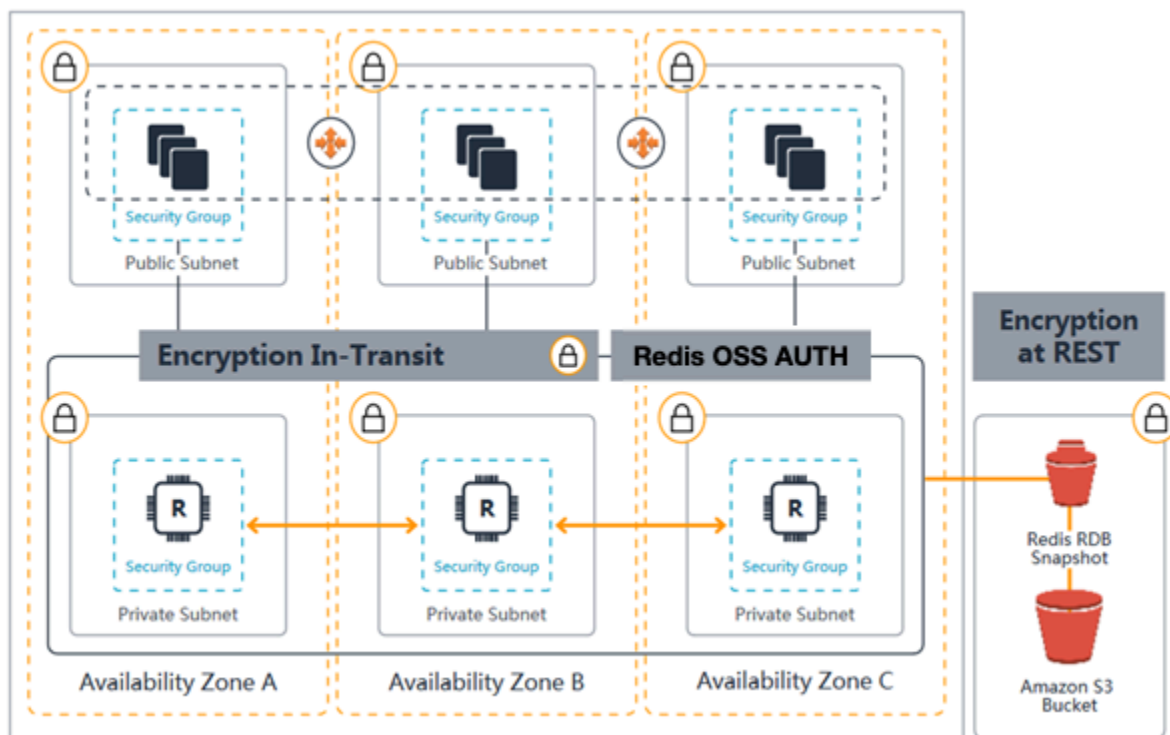 Security Group
Security Group
Security Group
Public Subnet
Public Subnet
Public Subnet
Encryption In-Transit
Redis OSS AUTH
Encryption
at REST
R
R
R
Security Group
Security Group
Security Group
Private Subnet
Private Subnet
Private Subnet
Availability Zone A
Availability Zone B
Availability Zone C
Redis RDB
Snapshot
Amazon S3
Bucket